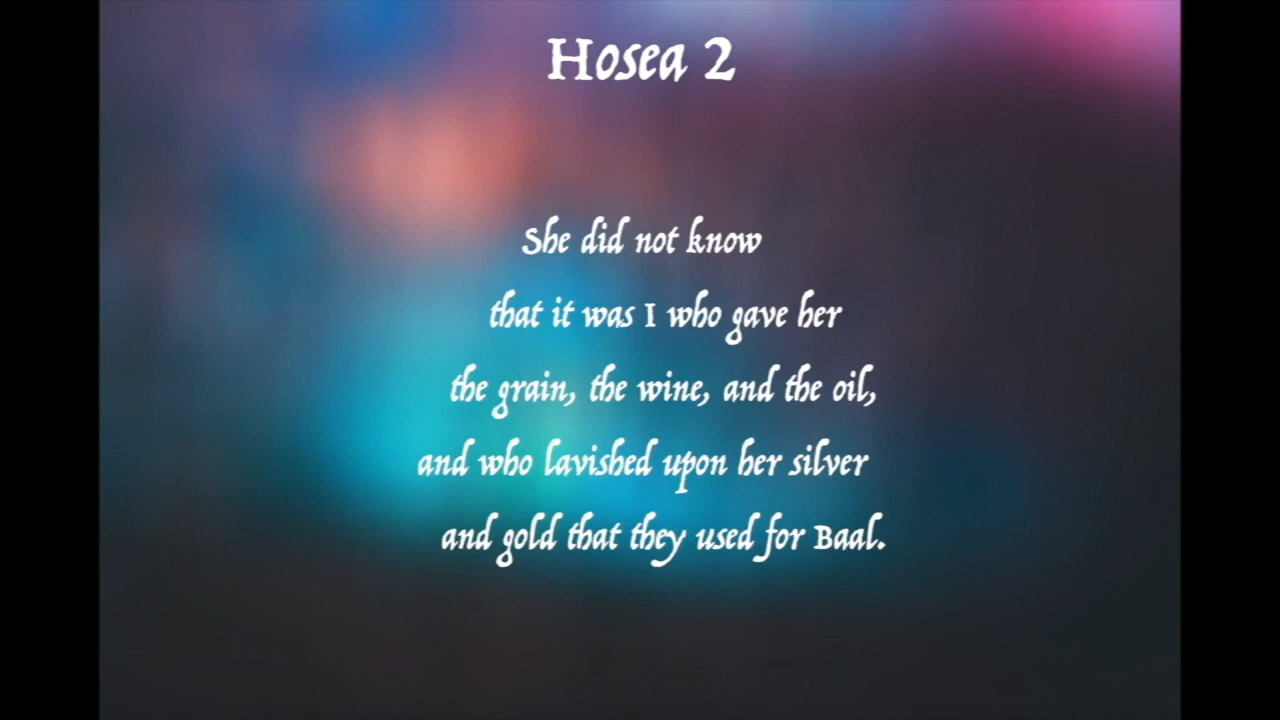 Hosea 2
She did not know
that it was I who gave her
the grain, the wine, and the oil,
and who lavished upon her silver
and gold that they used for Baal.